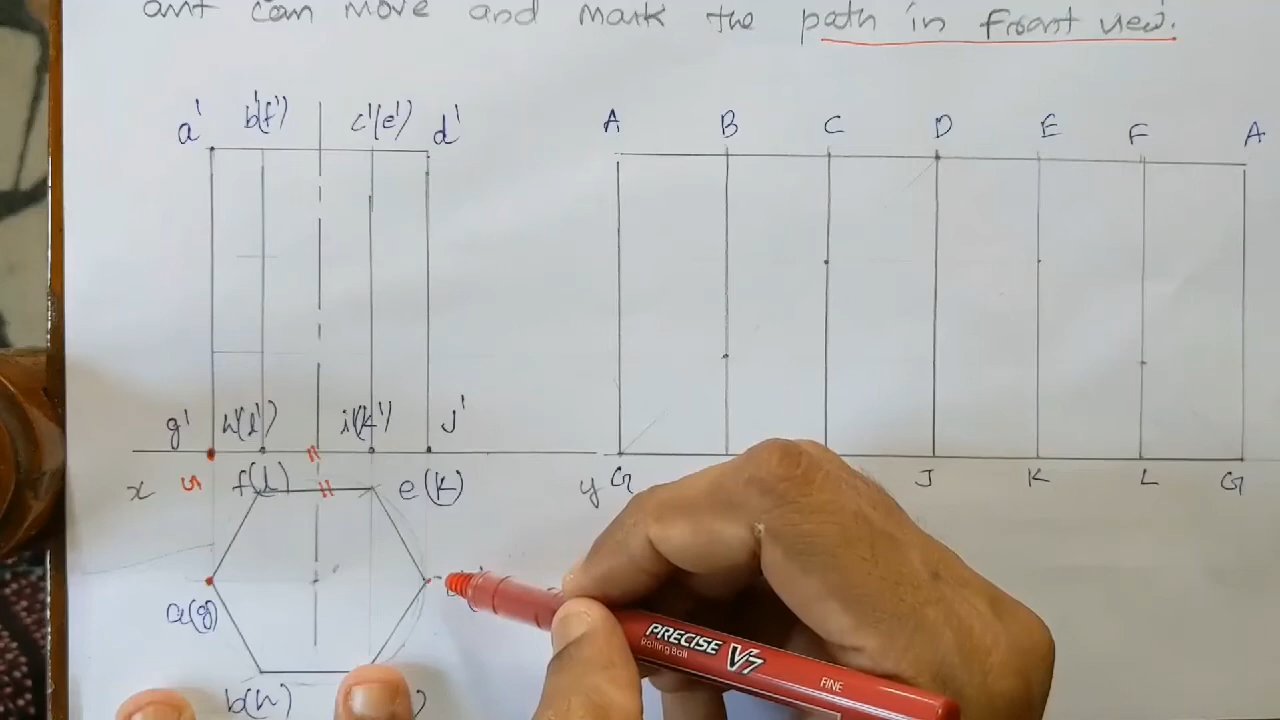 ant can move and mark the path in front view.
a' b'(f') c'(e') d' A B C D E F A
g' h'(l') i'(k') j'
x f(l) e(k) y G J K L G
a(g)
b(h)
PRECISE V7
Rolling Ball
FINE